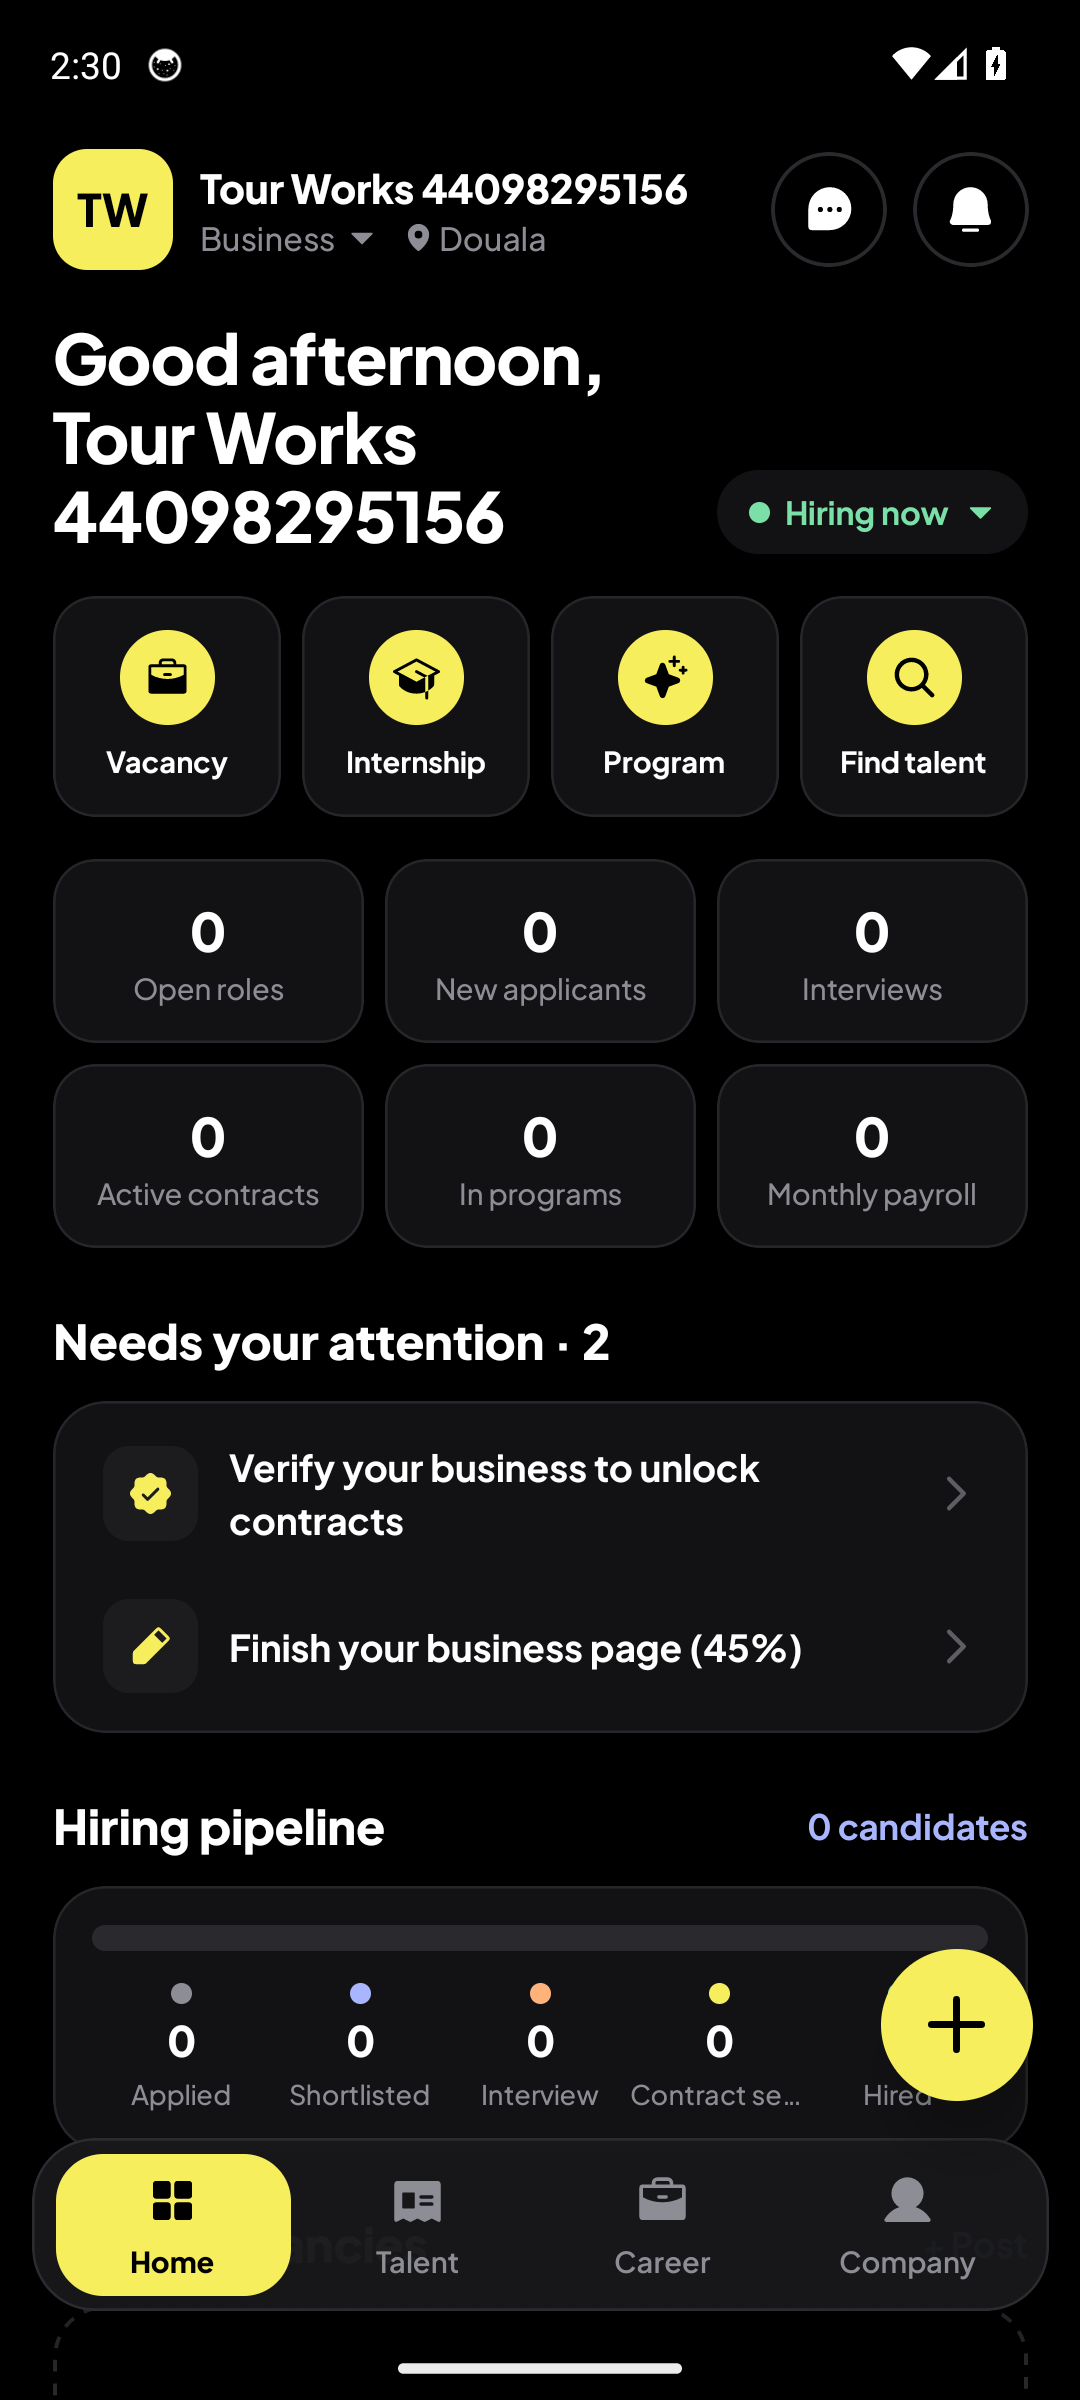 2:30
TW
Tour Works 44098295156
Business
Douala
Good afternoon,
Tour Works
44098295156
Hiring now
Vacancy
Internship
Program
Find talent
0
Open roles
0
New applicants
0
Interviews
0
Active contracts
0
In programs
0
Monthly payroll
Needs your attention · 2
Verify your business to unlock
contracts
Finish your business page (45%)
Hiring pipeline
0 candidates
0
Applied
0
Shortlisted
0
Interview
0
Contract se...
Hired
+ Post
Home
Talent
Career
Company